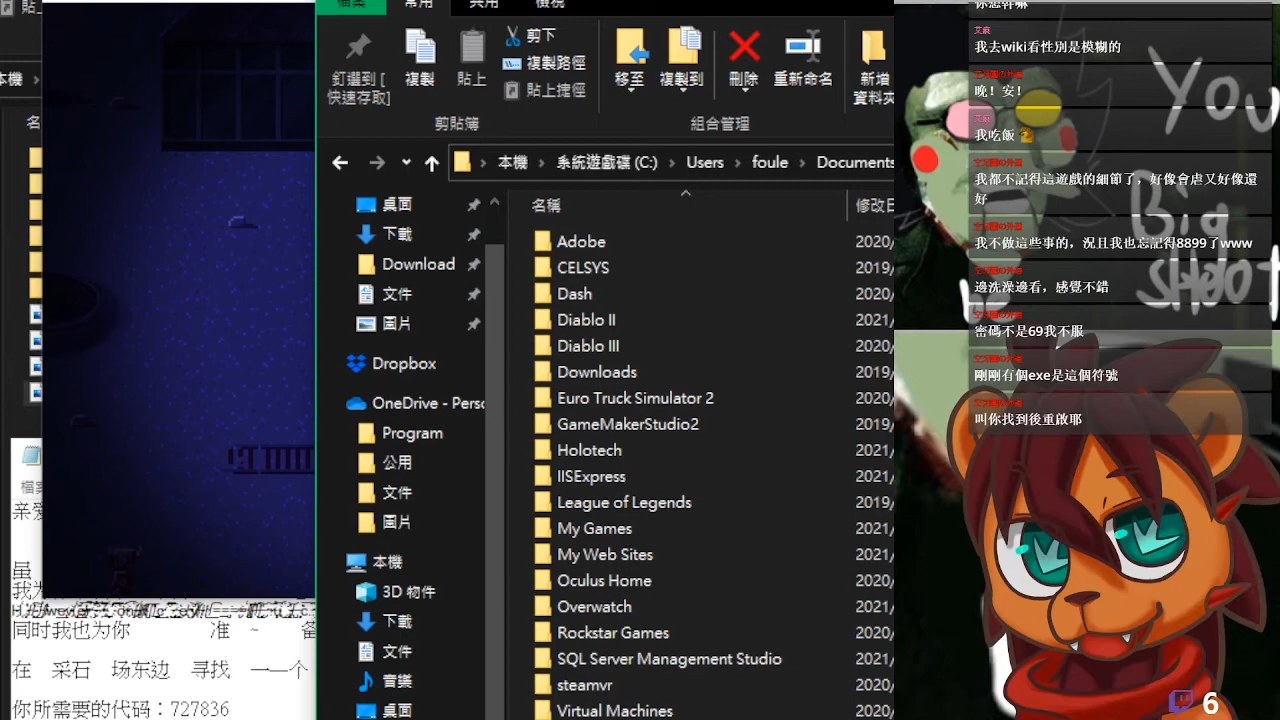 檔案 常用 共用 檢視
釘選到 [
快速存取]
複製
貼上
剪下
複製路徑
貼上捷徑
剪貼簿
移至
複製到
刪除
重新命名
組合管理
新增
資料夾
本機 系統遊戲碟 (C:) Users foule Documents
桌面
下載
Download
文件
圖片
Dropbox
OneDrive - Perso
Program
公用
文件
圖片
本機
3D 物件
下載
文件
音樂
桌面
名稱 修改日
Adobe 2020/
CELSYS 2019/
Dash 2020/
Diablo II 2021/
Diablo III 2021/
Downloads 2019/
Euro Truck Simulator 2 2020/
GameMakerStudio2 2019/
Holotech 2021/
IISExpress 2021/
League of Legends 2019/
My Games 2021/
My Web Sites 2021/
Oculus Home 2020/
Overwatch 2020/
Rockstar Games 2020/
SQL Server Management Studio 2021/
steamvr 2020/
Virtual Machines 2021/
虽
我为
同时我也为你 准 ~ 备
在 采石 场东边 寻找 一一个
你所需要的代码：727836
我去wiki看性別是模糊的
晚！安！
我吃飯
我都不記得這遊戲的細節了，好像會虐又好像還
好
我不做這些事的，況且我也忘記得8899了www
邊洗澡邊看，感覺不錯
密碼不是69我不服
剛剛有個exe是這個符號
叫你找到後重啟耶
You
Big
shot
6